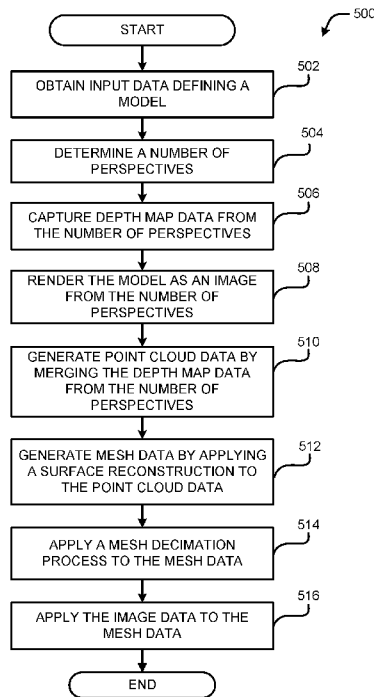 500
START
OBTAIN INPUT DATA DEFINING A
MODEL
502
DETERMINE A NUMBER OF
PERSPECTIVES
504
CAPTURE DEPTH MAP DATA FROM
THE NUMBER OF PERSPECTIVES
506
RENDER THE MODEL AS AN IMAGE
FROM THE NUMBER OF
PERSPECTIVES
508
GENERATE POINT CLOUD DATA BY
MERGING THE DEPTH MAP DATA
FROM THE NUMBER OF
PERSPECTIVES
510
GENERATE MESH DATA BY APPLYING
A SURFACE RECONSTRUCTION TO
THE POINT CLOUD DATA
512
APPLY A MESH DECIMATION
PROCESS TO THE MESH DATA
514
APPLY THE IMAGE DATA TO THE
MESH DATA
516
END